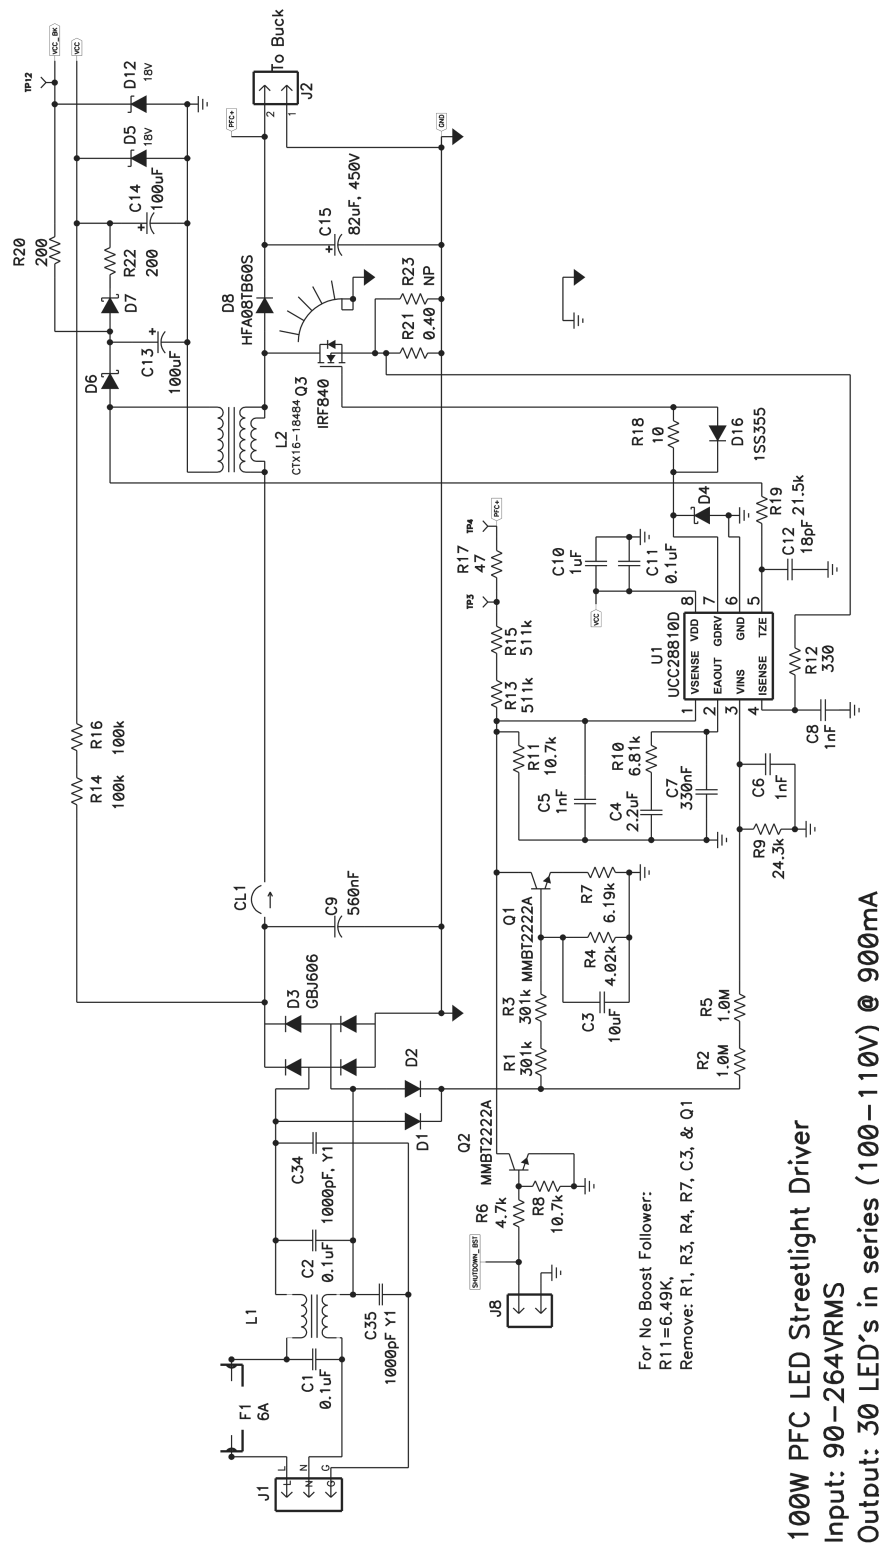 VCC_BK
VCC
TP12
D12
18V
D5
18V
C14
100uF
R20
200
R22
200
D7
C13
100uF
D6
To Buck
J2
2
1
PFC+
GND
C15
82uF, 450V
D8
HFA08TB60S
R23
NP
R21
0.40
Q3
IRF840
L2
CTX16-18484
R18
10
D16
1SS355
D4
R19
21.5k
C12
18pF
TP4
PFC+
R17
47
TP3
C10
1uF
C11
0.1uF
VCC
R15
511k
R13
511k
U1
UCC28810D
8
7
6
5
VSENSE VDD
EAOUT GDRV
VINS GND
ISENSE TZE
1
2
3
4
R12
330
C8
1nF
R16
100k
R14
100k
R11
10.7k
R10
6.81k
C5
1nF
C4
2.2uF
C7
330nF
C6
1nF
R9
24.3k
CL1
C9
560nF
Q1
MMBT2222A
R7
6.19k
R4
4.02k
C3
10uF
R3
301k
R1
301k
R5
1.0M
R2
1.0M
D3
GBJ606
D2
D1
Q2
MMBT2222A
C34
1000pF, Y1
C2
0.1uF
C35
1000pF Y1
L1
C1
0.1uF
F1
6A
J1
L
N
G
L
N
G
R6
4.7k
R8
10.7k
SHUTDOWN_BST
J8
For No Boost Follower:
R11=6.49K,
Remove: R1, R3, R4, R7, C3, & Q1
100W PFC LED Streetlight Driver
Input: 90-264VRMS
Output: 30 LED's in series (100-110V) @ 900mA